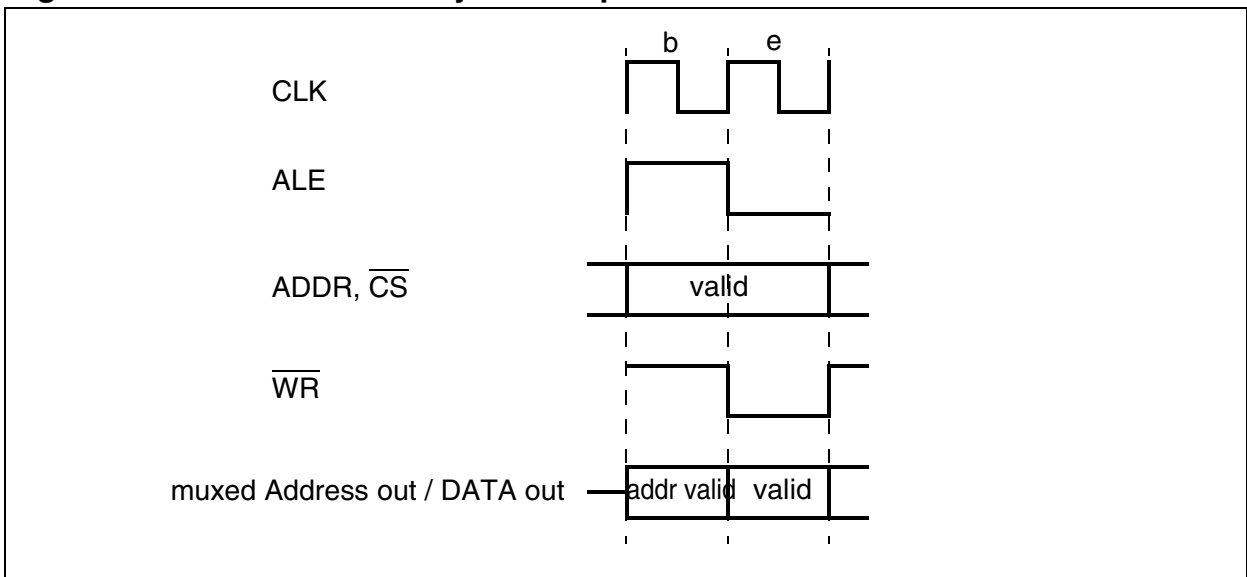 b e
CLK
ALE
ADDR, CS
valid
WR
muxed Address out / DATA out
addr valid valid